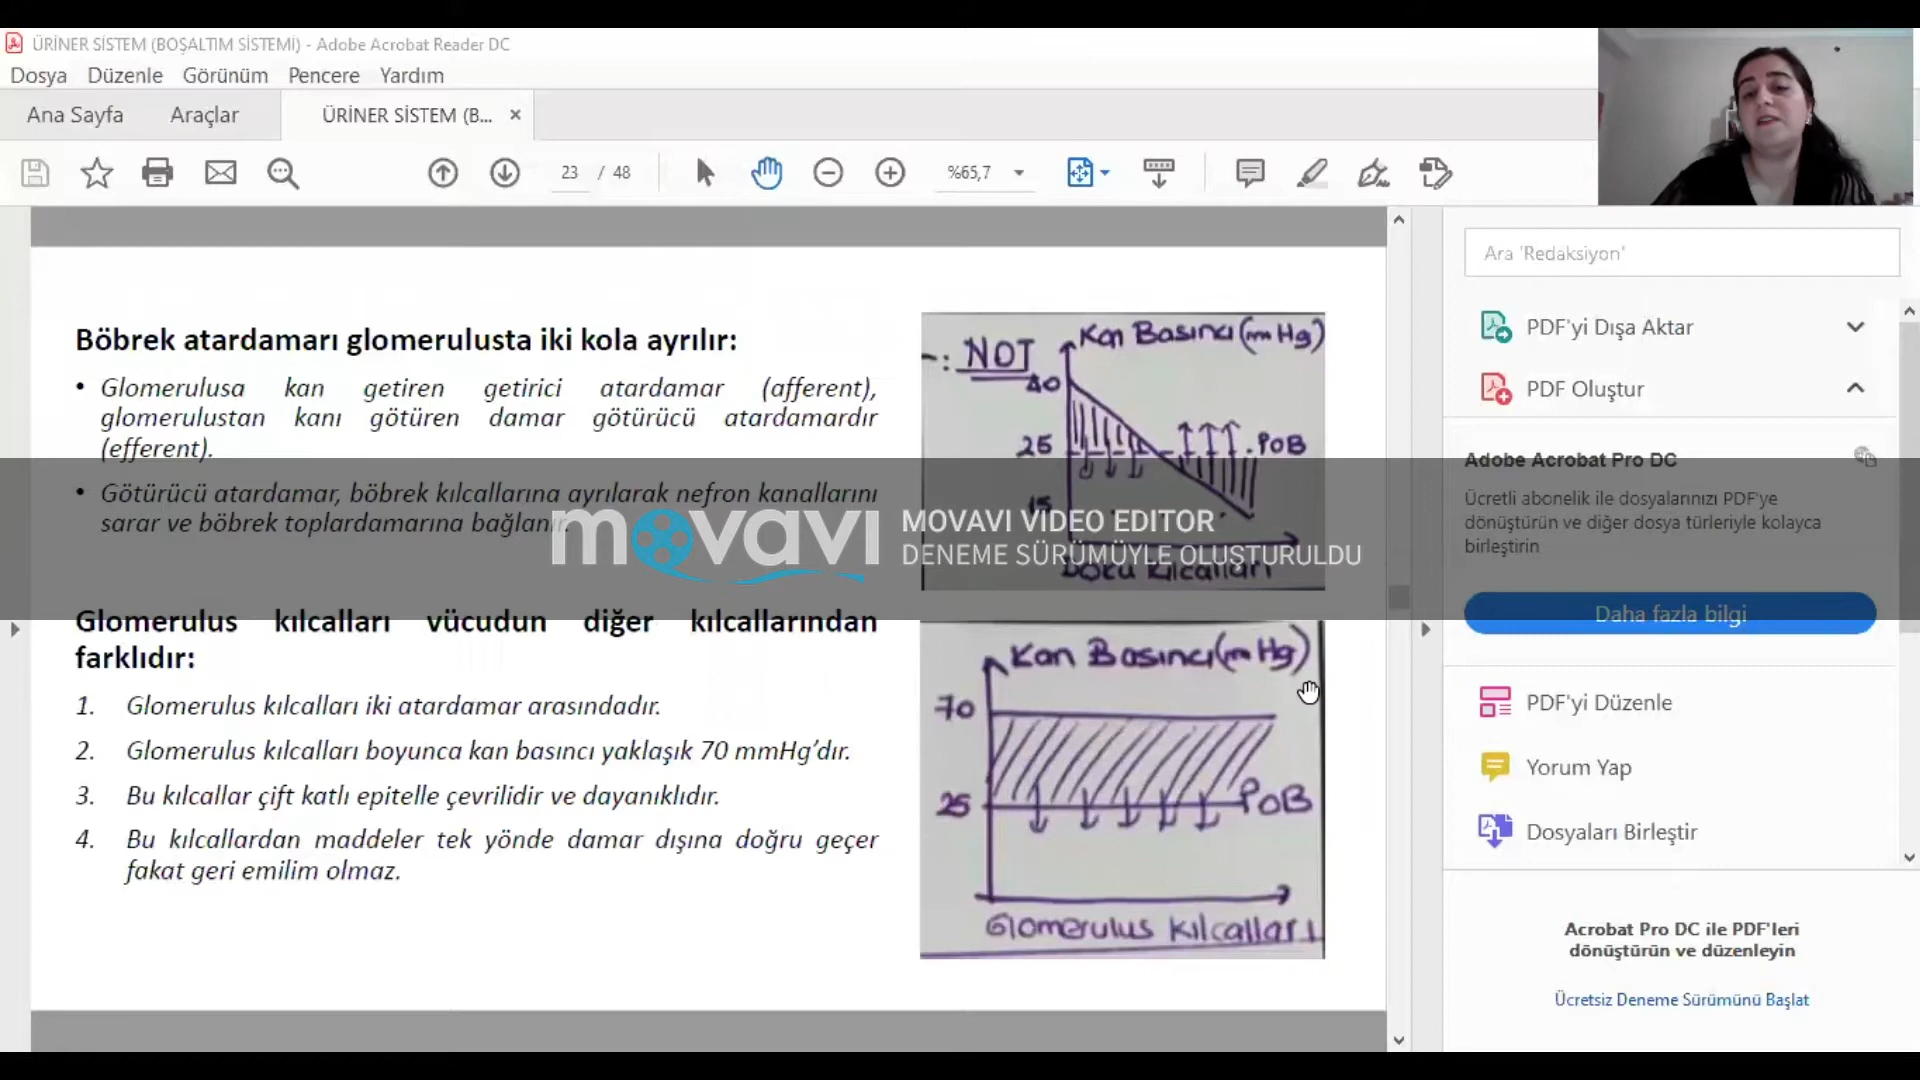 ÜRİNER SİSTEM (BOŞALTIM SİSTEMİ) - Adobe Acrobat Reader DC
Dosya Düzenle Görünüm Pencere Yardım
Ana Sayfa Araçlar ÜRİNER SİSTEM (B... ×
23 / 48 %65,7
Böbrek atardamarı glomerulusta iki kola ayrılır:
• Glomerulusa kan getiren getirici atardamar (afferent),
glomerulustan kanı götüren damar götürücü atardamardır
(efferent).
• Götürücü atardamar, böbrek kılcallarına ayrılarak nefron kanallarını
sarar ve böbrek toplardamarına bağlanır.
Glomerulus kılcalları vücudun diğer kılcallarından
farklıdır:
1. Glomerulus kılcalları iki atardamar arasındadır.
2. Glomerulus kılcalları boyunca kan basıncı yaklaşık 70 mmHg’dır.
3. Bu kılcallar çift katlı epitelle çevrilidir ve dayanıklıdır.
4. Bu kılcallardan maddeler tek yönde damar dışına doğru geçer
fakat geri emilim olmaz.
NOT
Kan Basıncı(mmHg)
40
25
POB
15
Doku Kılcalları
Kan Basıncı(mmHg)
70
25
POB
Glomerulus Kılcalları
movavi
MOVAVI VIDEO EDITOR
DENEME SÜRÜMÜYLE OLUŞTURULDU
Ara 'Redaksiyon'
PDF'yi Dışa Aktar
PDF Oluştur
Adobe Acrobat Pro DC
Ücretli abonelik ile dosyalarınızı PDF'ye
dönüştürün ve diğer dosya türleriyle kolayca
birleştirin
Daha fazla bilgi
PDF'yi Düzenle
Yorum Yap
Dosyaları Birleştir
Acrobat Pro DC ile PDF'leri
dönüştürün ve düzenleyin
Ücretsiz Deneme Sürümünü Başlat